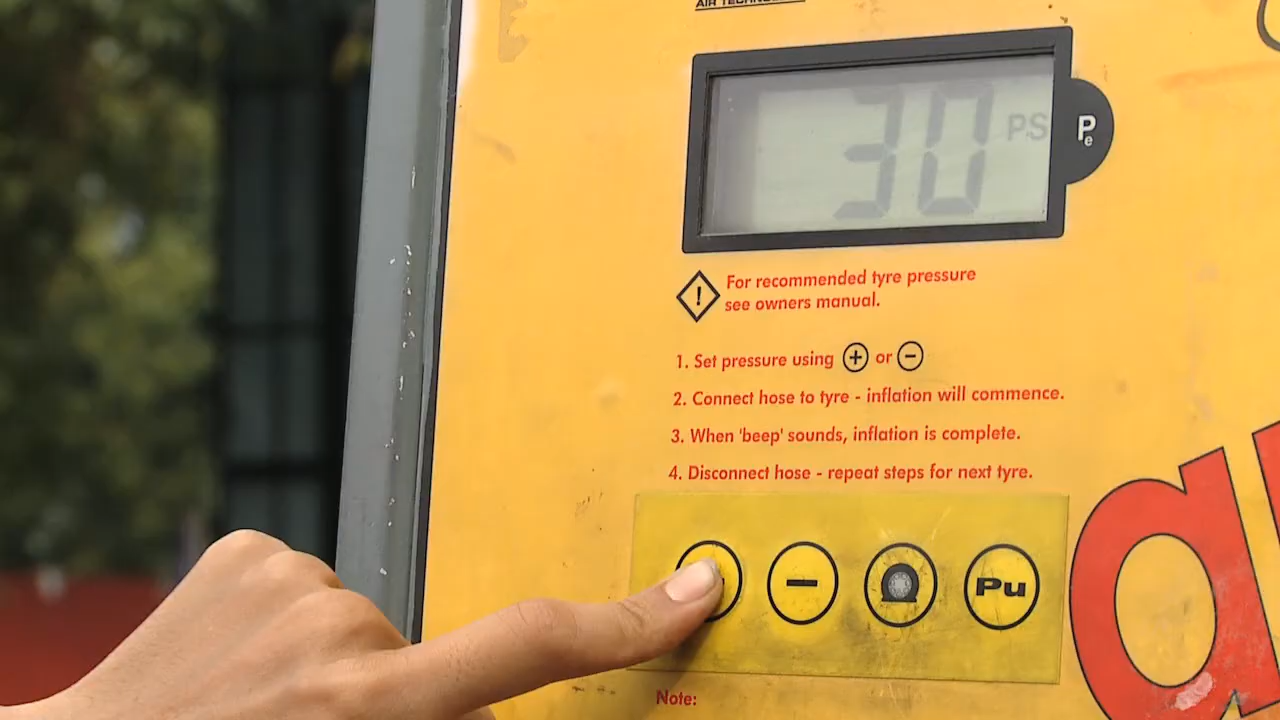 AIR TECHNO
30 PS
Pe
!
For recommended tyre pressure
see owners manual.
1. Set pressure using + or −
2. Connect hose to tyre - inflation will commence.
3. When 'beep' sounds, inflation is complete.
4. Disconnect hose - repeat steps for next tyre.
−
Pu
Note:
a